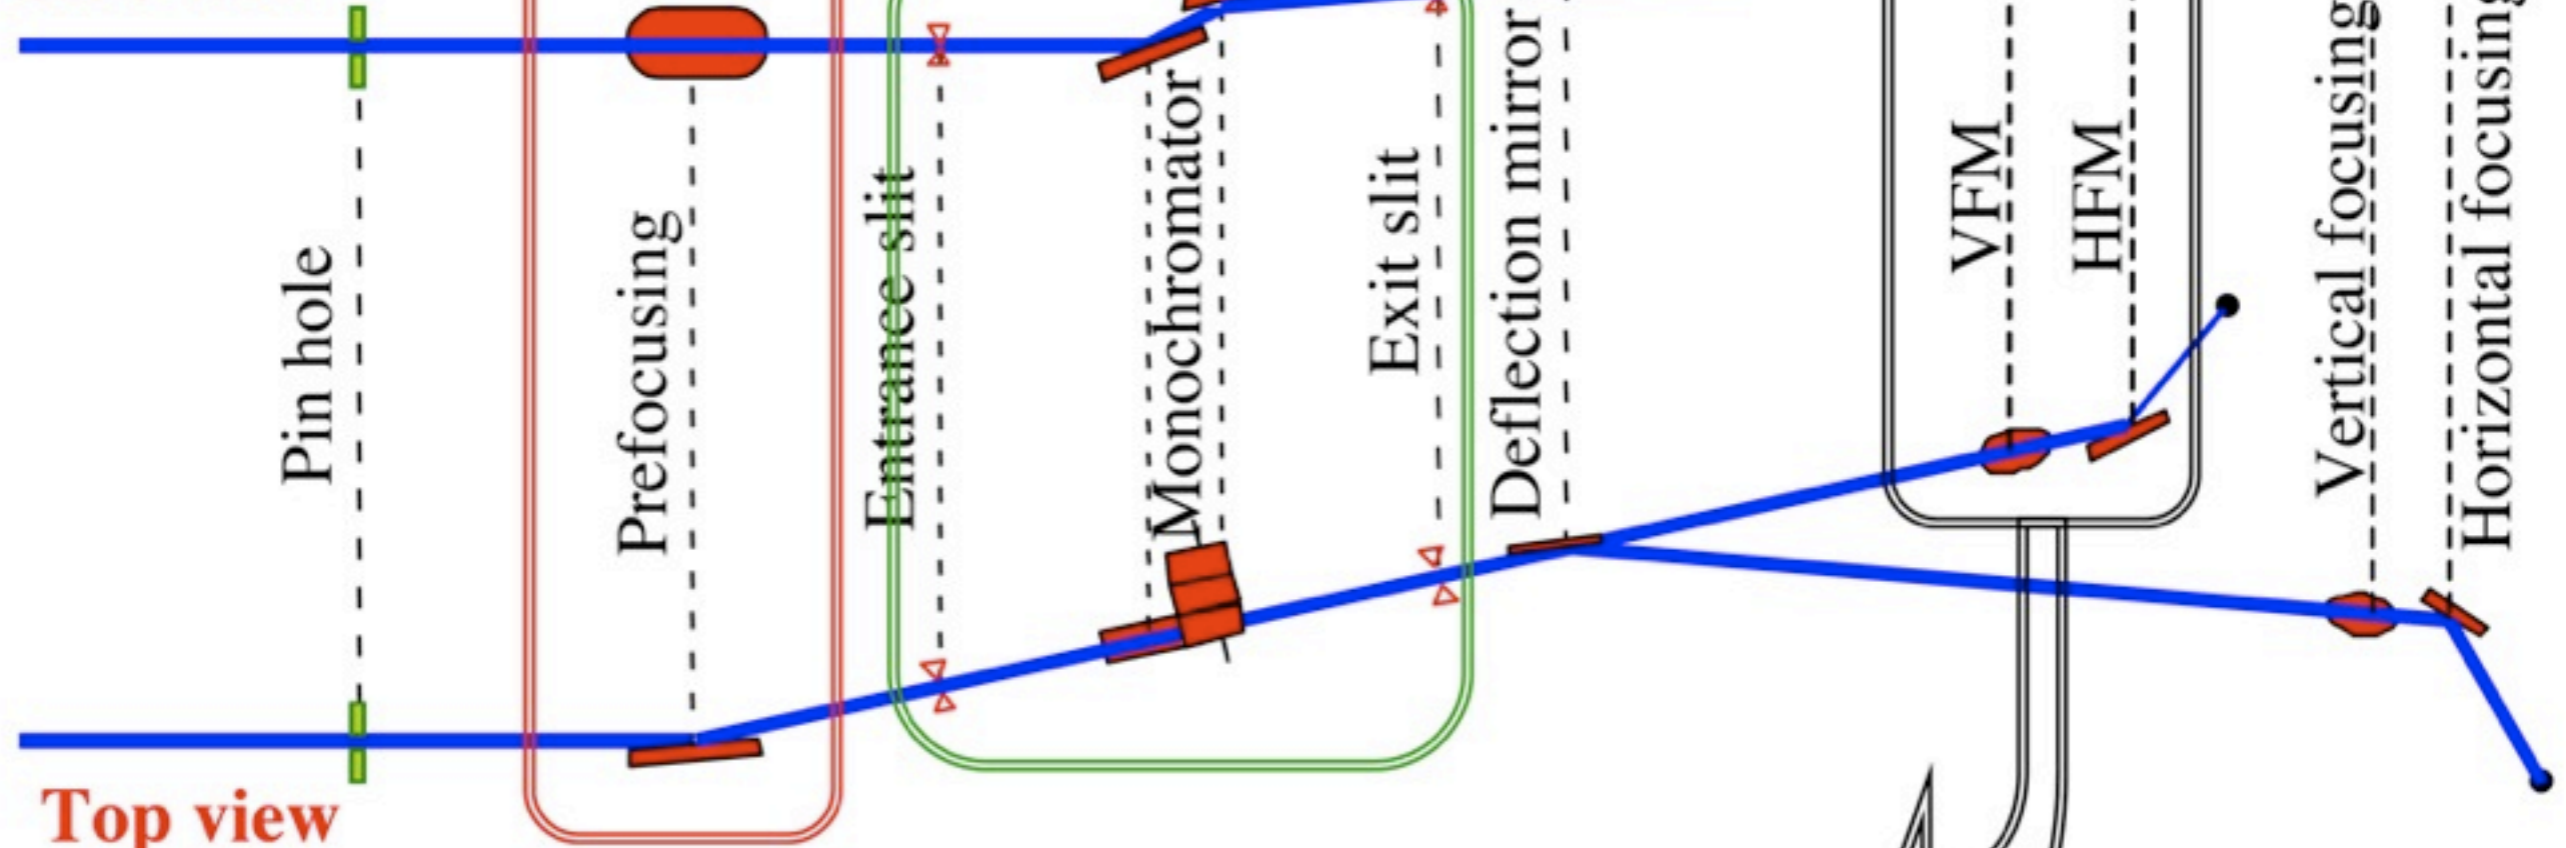 Pin hole
Prefocusing
Entrance slit
Monochromator
Exit slit
Deflection mirror
VFM
HFM
Vertical focusing
Horizontal focusing
Top view